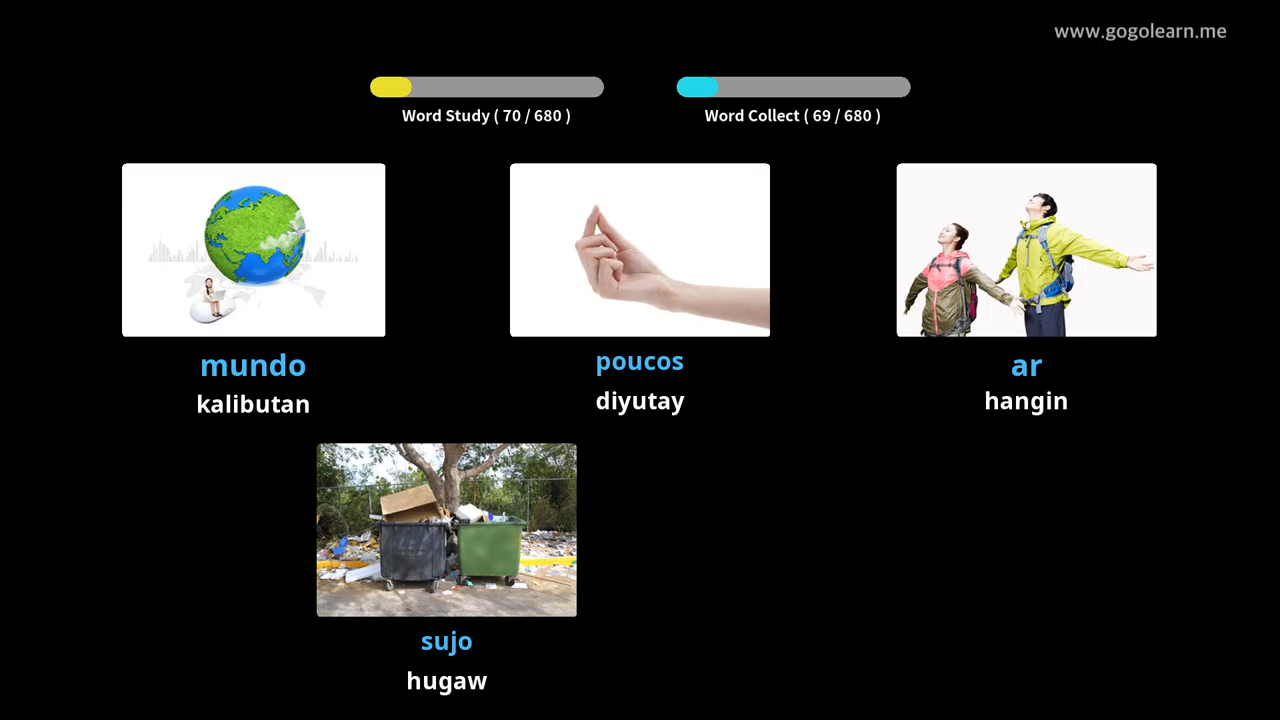 www.gogolearn.me
Word Study ( 70 / 680 )
Word Collect ( 69 / 680 )
mundo
kalibutan
poucos
diyutay
ar
hangin
sujo
hugaw